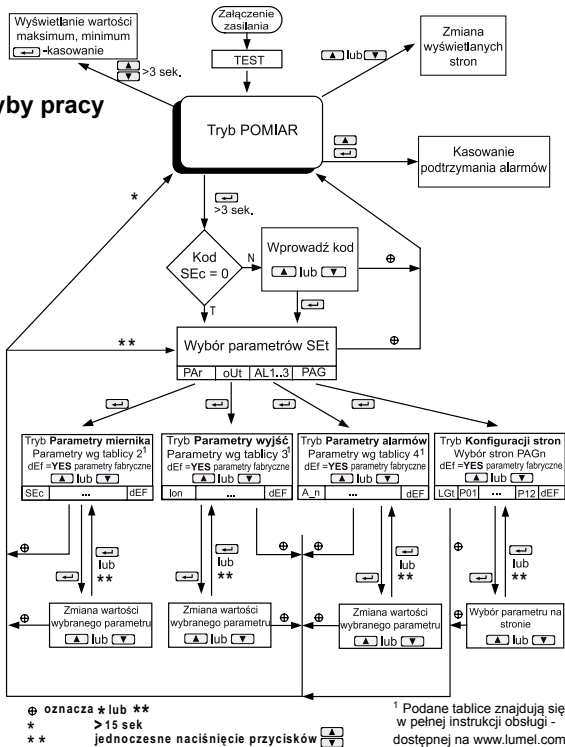 Wyświetlanie wartości
maksimum, minimum
-kasowanie
>3 sek.
Załączenie
zasilania
TEST
lub
Zmiana
wyświetlanych
stron
yby pracy
Tryb POMIAR
Kasowanie
podtrzymania alarmów
*
>3 sek.
Kod
SEc = 0
N
T
Wprowadź kod
lub
⊕
**
Wybór parametrów SEt
⊕
PAr oUt AL1..3 PAG
Tryb Parametry miernika
Parametry wg tablicy 2¹
dEf =YES parametry fabryczne
lub
SEc ... dEF
Tryb Parametry wyjść
Parametry wg tablicy 3¹
dEf =YES parametry fabryczne
lub
Ion ... dEF
Tryb Parametry alarmów
Parametry wg tablicy 4¹
dEf =YES parametry fabryczne
lub
A_n ... dEF
Tryb Konfiguracji stron
Wybór stron PAGn
dEf =YES parametry fabryczne
lub
LGt P01 ... P12 dEF
⊕ lub **
lub ** ⊕
⊕ lub **
⊕ lub **
⊕ Zmiana wartości
wybranego parametru
lub
Zmiana wartości
wybranego parametru
lub
⊕
⊕ Zmiana wartości
wybranego parametru
lub
⊕ Wybór parametru na
stronie
lub
⊕ oznacza * lub **
* > 15 sek
** jednoczesne naciśnięcie przycisków
¹ Podane tablice znajdują się
w pełnej instrukcji obsługi -
dostępnej na www.lumel.com